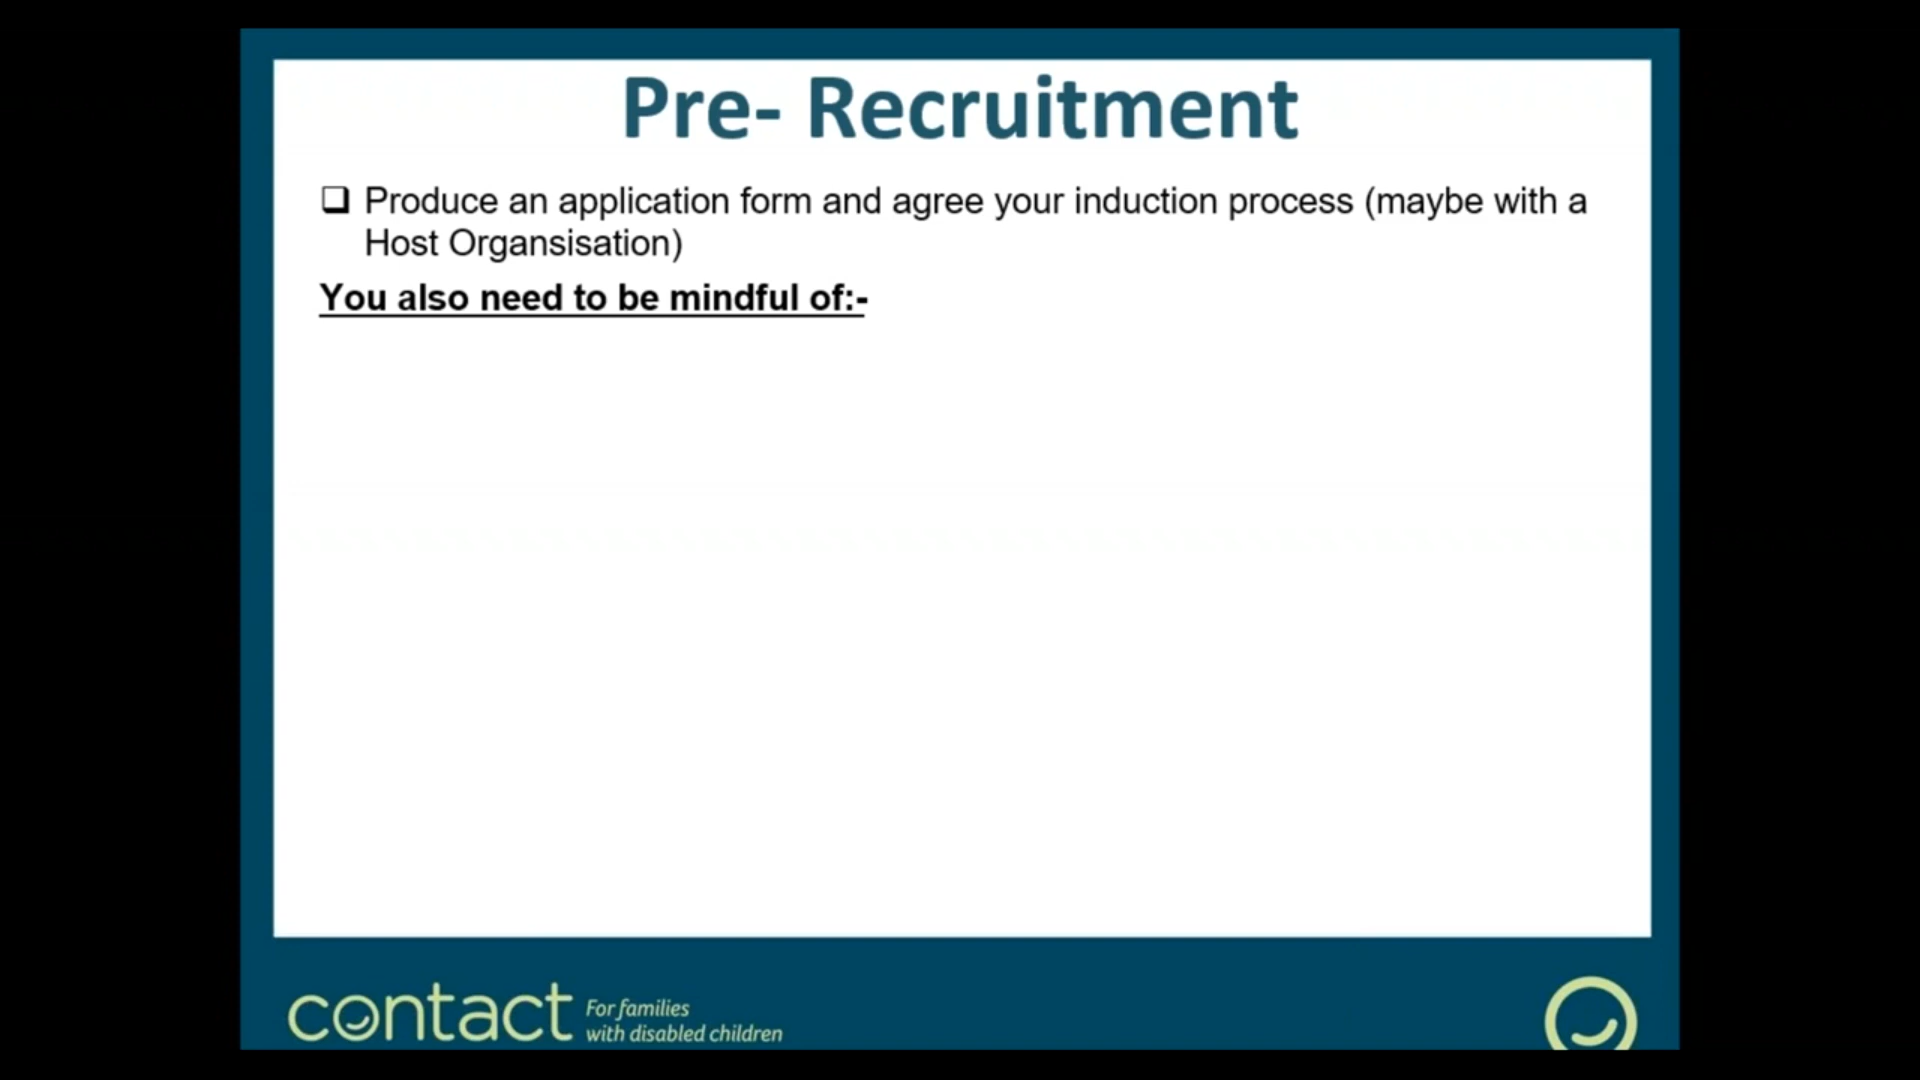 Pre- Recruitment
❑ Produce an application form and agree your induction process (maybe with a
Host Organsisation)
You also need to be mindful of:-
contact
For families
with disabled children